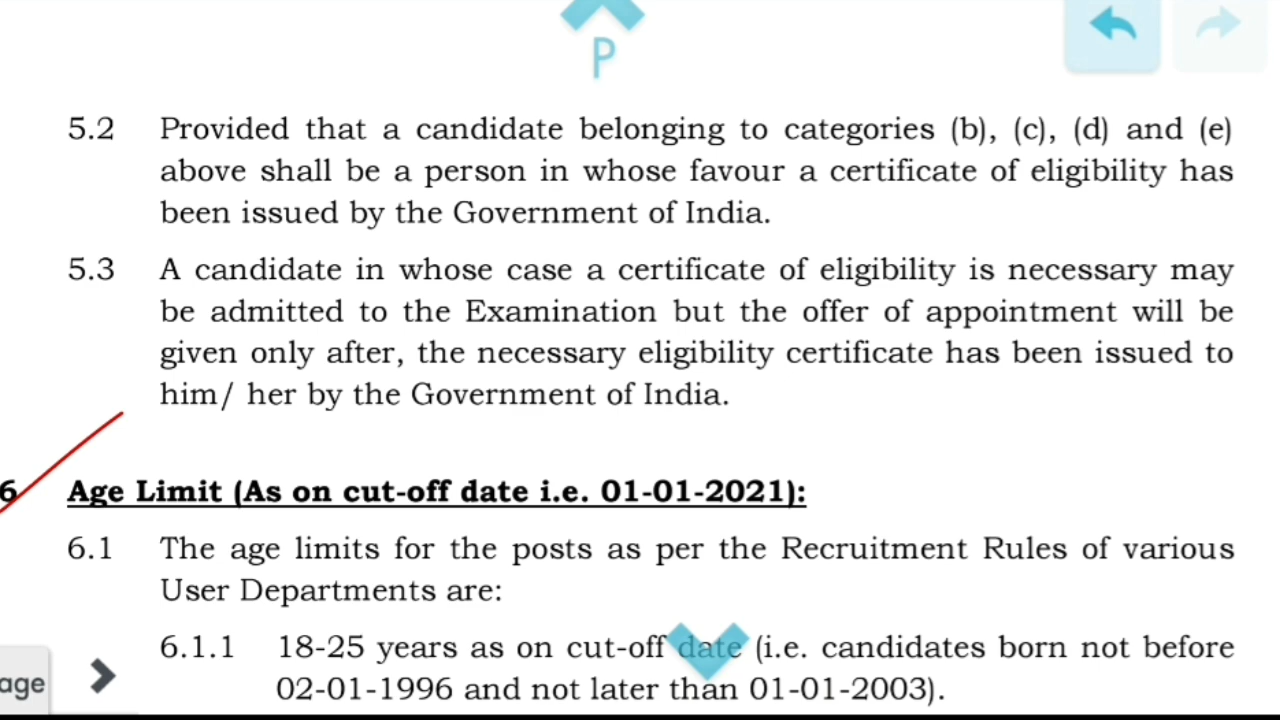 P
5.2 Provided that a candidate belonging to categories (b), (c), (d) and (e)
above shall be a person in whose favour a certificate of eligibility has
been issued by the Government of India.
5.3 A candidate in whose case a certificate of eligibility is necessary may
be admitted to the Examination but the offer of appointment will be
given only after, the necessary eligibility certificate has been issued to
him/ her by the Government of India.
6 Age Limit (As on cut-off date i.e. 01-01-2021):
6.1 The age limits for the posts as per the Recruitment Rules of various
User Departments are:
6.1.1 18-25 years as on cut-off date (i.e. candidates born not before
02-01-1996 and not later than 01-01-2003).
age